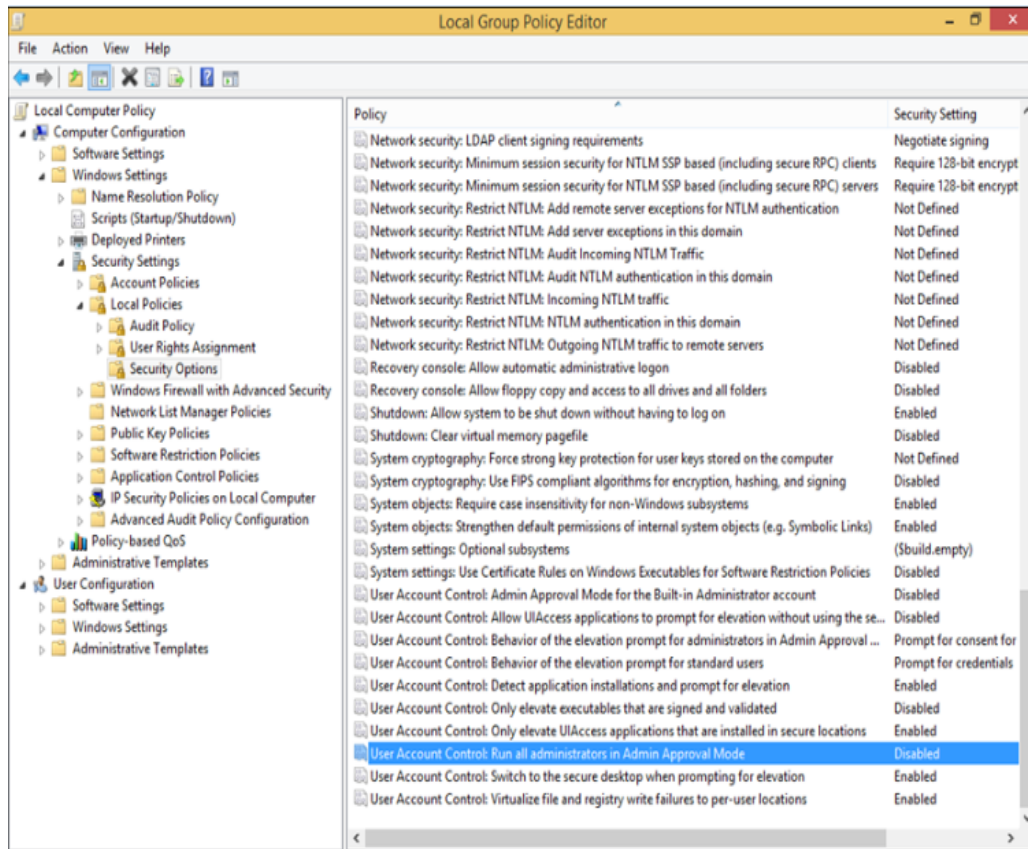 Local Group Policy Editor
File Action View Help
Local Computer Policy
Computer Configuration
Software Settings
Windows Settings
Name Resolution Policy
Scripts (Startup/Shutdown)
Deployed Printers
Security Settings
Account Policies
Local Policies
Audit Policy
User Rights Assignment
Security Options
Windows Firewall with Advanced Security
Network List Manager Policies
Public Key Policies
Software Restriction Policies
Application Control Policies
IP Security Policies on Local Computer
Advanced Audit Policy Configuration
Policy-based QoS
Administrative Templates
User Configuration
Software Settings
Windows Settings
Administrative Templates
Policy Security Setting
Network security: LDAP client signing requirements Negotiate signing
Network security: Minimum session security for NTLM SSP based (including secure RPC) clients Require 128-bit encrypt
Network security: Minimum session security for NTLM SSP based (including secure RPC) servers Require 128-bit encrypt
Network security: Restrict NTLM: Add remote server exceptions for NTLM authentication Not Defined
Network security: Restrict NTLM: Add server exceptions in this domain Not Defined
Network security: Restrict NTLM: Audit Incoming NTLM Traffic Not Defined
Network security: Restrict NTLM: Audit NTLM authentication in this domain Not Defined
Network security: Restrict NTLM: Incoming NTLM traffic Not Defined
Network security: Restrict NTLM: NTLM authentication in this domain Not Defined
Network security: Restrict NTLM: Outgoing NTLM traffic to remote servers Not Defined
Recovery console: Allow automatic administrative logon Disabled
Recovery console: Allow floppy copy and access to all drives and all folders Disabled
Shutdown: Allow system to be shut down without having to log on Enabled
Shutdown: Clear virtual memory pagefile Disabled
System cryptography: Force strong key protection for user keys stored on the computer Not Defined
System cryptography: Use FIPS compliant algorithms for encryption, hashing, and signing Disabled
System objects: Require case insensitivity for non-Windows subsystems Enabled
System objects: Strengthen default permissions of internal system objects (e.g. Symbolic Links) Enabled
System settings: Optional subsystems ($build.empty)
System settings: Use Certificate Rules on Windows Executables for Software Restriction Policies Disabled
User Account Control: Admin Approval Mode for the Built-in Administrator account Disabled
User Account Control: Allow UIAccess applications to prompt for elevation without using the se... Disabled
User Account Control: Behavior of the elevation prompt for administrators in Admin Approval ... Prompt for consent for
User Account Control: Behavior of the elevation prompt for standard users Prompt for credentials
User Account Control: Detect application installations and prompt for elevation Enabled
User Account Control: Only elevate executables that are signed and validated Disabled
User Account Control: Only elevate UIAccess applications that are installed in secure locations Enabled
User Account Control: Run all administrators in Admin Approval Mode Disabled
User Account Control: Switch to the secure desktop when prompting for elevation Enabled
User Account Control: Virtualize file and registry write failures to per-user locations Enabled